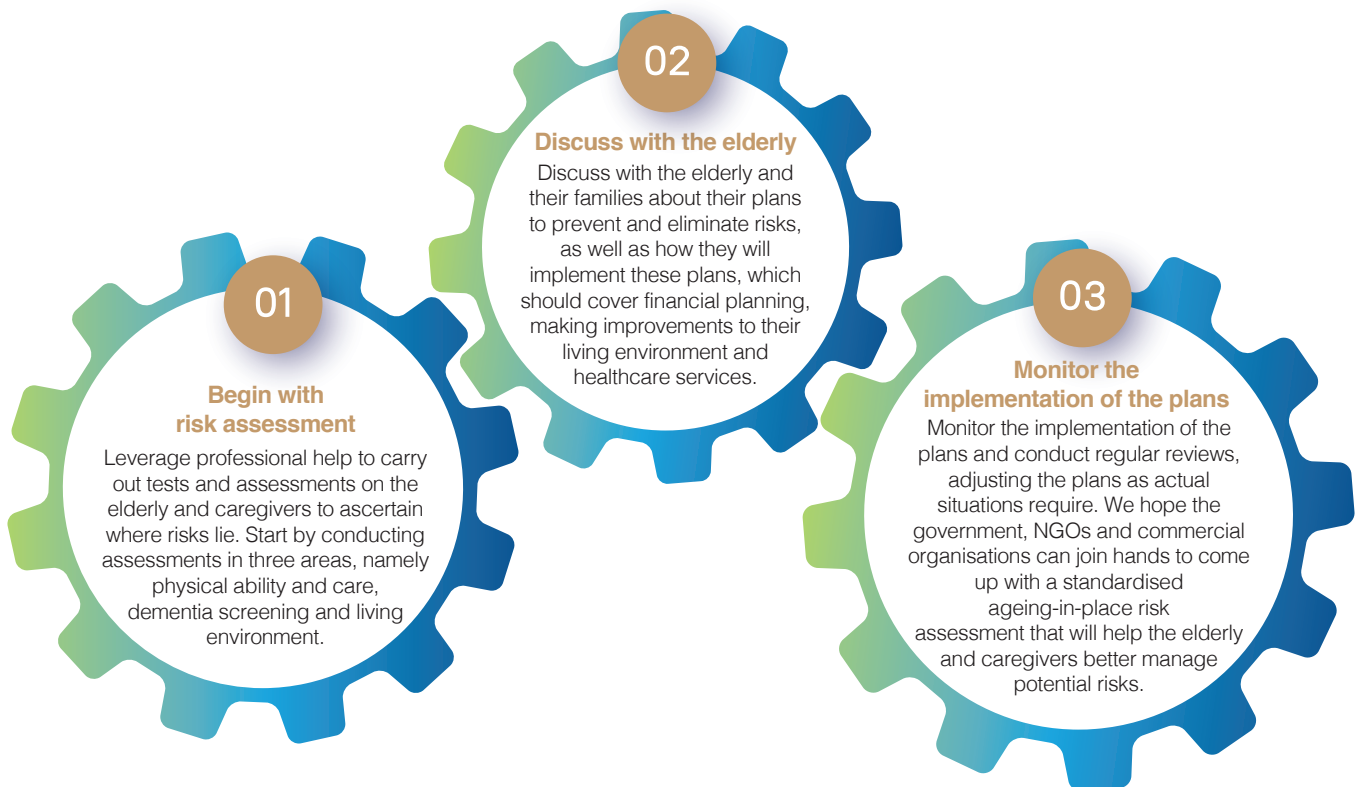 01
Begin with
risk assessment
Leverage professional help to carry
out tests and assessments on the
elderly and caregivers to ascertain
where risks lie. Start by conducting
assessments in three areas, namely
physical ability and care,
dementia screening and living
environment.
02
Discuss with the elderly
Discuss with the elderly and
their families about their plans
to prevent and eliminate risks,
as well as how they will
implement these plans, which
should cover financial planning,
making improvements to their
living environment and
healthcare services.
03
Monitor the
implementation of the plans
Monitor the implementation of the
plans and conduct regular reviews,
adjusting the plans as actual
situations require. We hope the
government, NGOs and commercial
organisations can join hands to come
up with a standardised
ageing-in-place risk
assessment that will help the elderly
and caregivers better manage
potential risks.